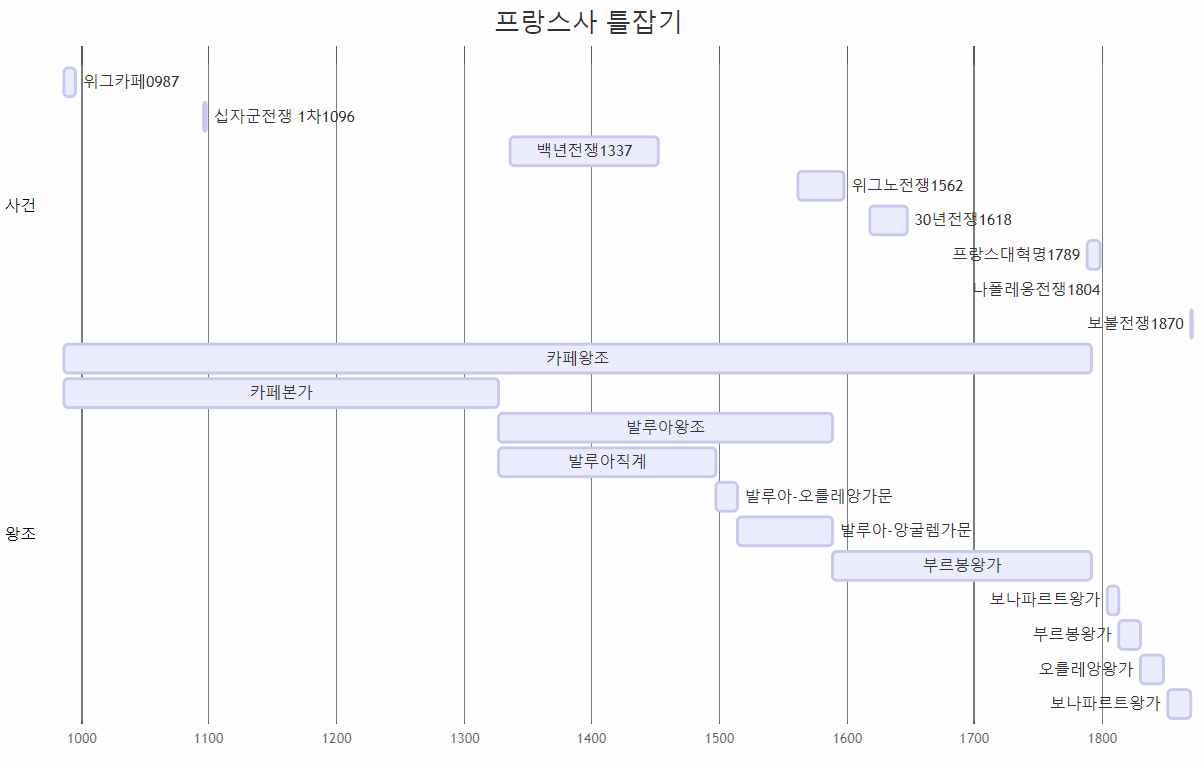 프랑스사 틀잡기
위그카페0987
십자군전쟁 1차1096
백년전쟁1337
위그노전쟁1562
사건
30년전쟁1618
프랑스대혁명1789
나폴레옹전쟁1804
보불전쟁1870
카페왕조
카페본가
발루아왕조
발루아직계
발루아-오를레앙가문
발루아-앙굴렘가문
왕조
부르봉왕가
보나파르트왕가
부르봉왕가
오를레앙왕가
보나파르트왕가
1000 1100 1200 1300 1400 1500 1600 1700 1800